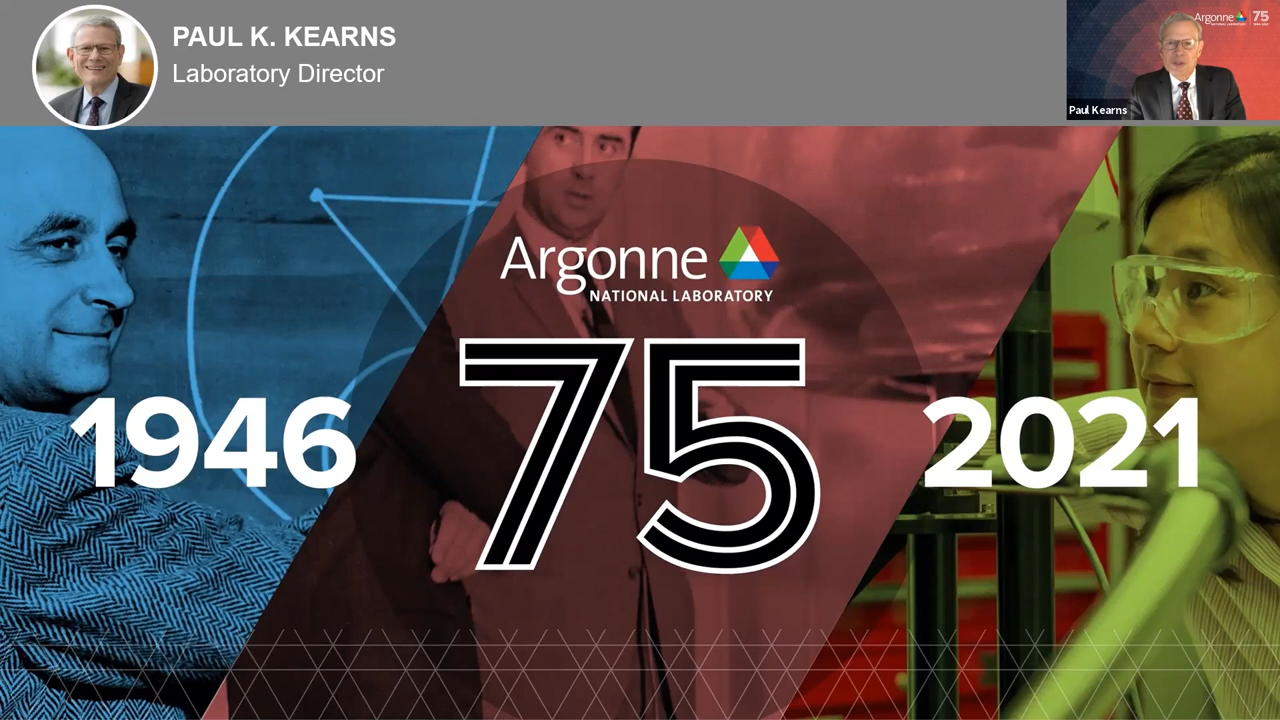 PAUL K. KEARNS
Laboratory Director
Argonne
75
Paul Kearns
Argonne
NATIONAL LABORATORY
75
1946
2021